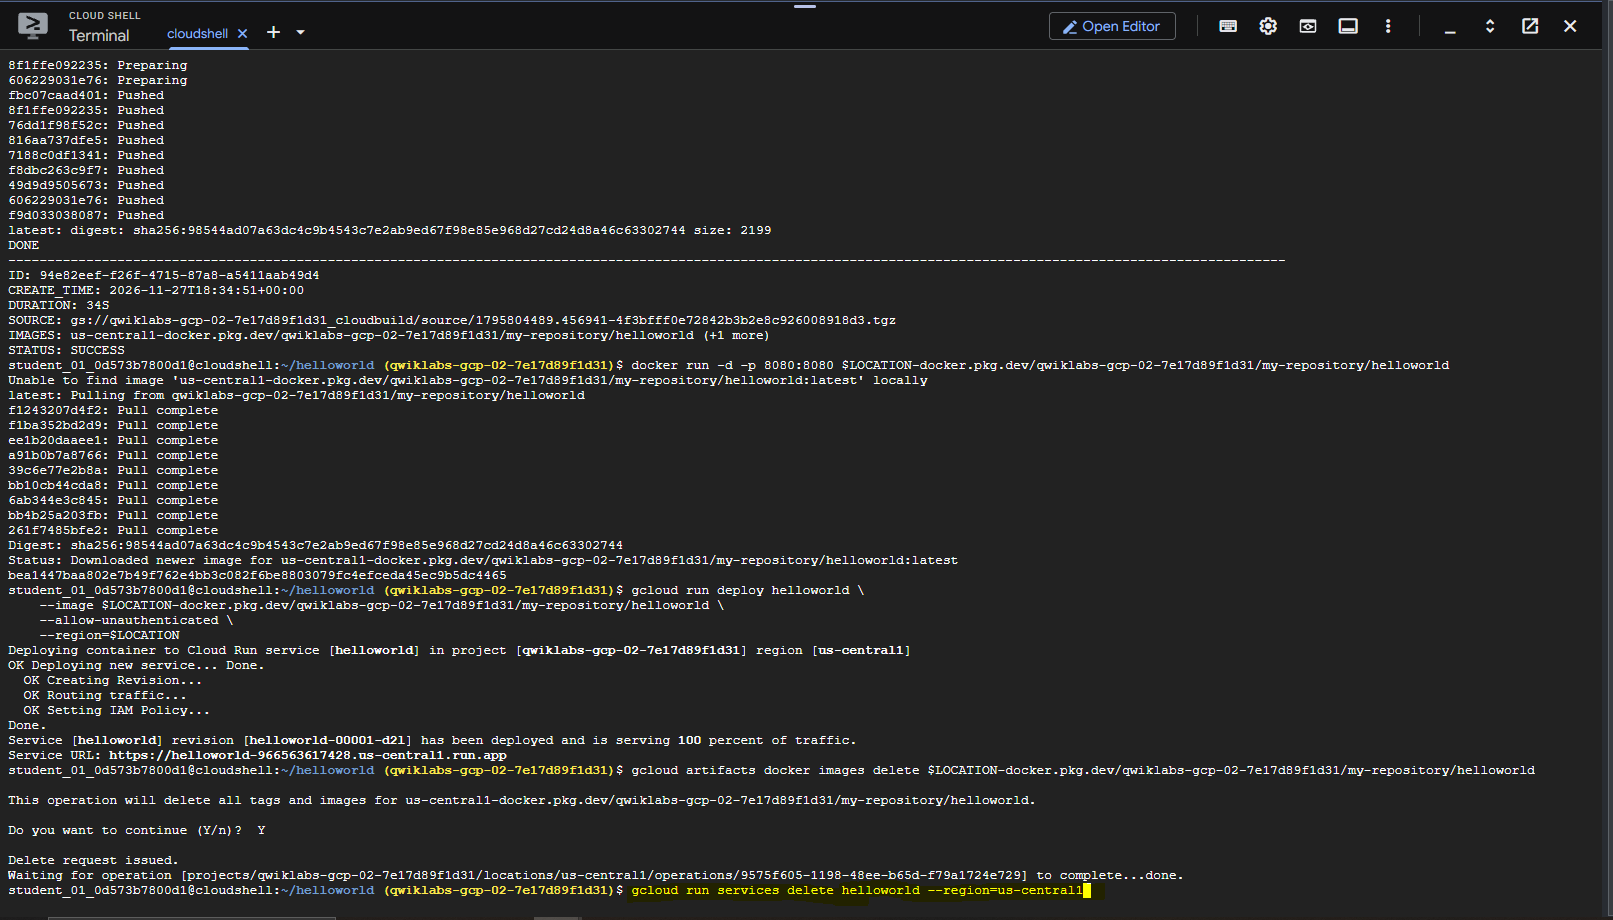 CLOUD SHELL
Terminal
cloudshell
Open Editor
8f1ffe092235: Preparing
606229031e76: Preparing
fbc07caad401: Pushed
8f1ffe092235: Pushed
76dd1f98f52c: Pushed
816aa737dfe5: Pushed
7188c0df1341: Pushed
f8dbc263c9f7: Pushed
49d9d9505673: Pushed
606229031e76: Pushed
f9d033038087: Pushed
latest: digest: sha256:98544ad07a63dc4c9b4543c7e2ab9ed67f98e85e968d27cd24d8a46c63302744 size: 2199
DONE
--------------------------------------------------------------------------------------------------------------------------------------------------------------------
ID: 94e82eef-f26f-4715-87a8-a5411aab49d4
CREATE_TIME: 2026-11-27T18:34:51+00:00
DURATION: 34S
SOURCE: gs://qwiklabs-gcp-02-7e17d89f1d31_cloudbuild/source/1795804489.456941-4f3bfff0e72842b3b2e8c926008918d3.tgz
IMAGES: us-central1-docker.pkg.dev/qwiklabs-gcp-02-7e17d89f1d31/my-repository/helloworld (+1 more)
STATUS: SUCCESS
student_01_0d573b7800d1@cloudshell:~/helloworld (qwiklabs-gcp-02-7e17d89f1d31)$ docker run -d -p 8080:8080 $LOCATION-docker.pkg.dev/qwiklabs-gcp-02-7e17d89f1d31/my-repository/helloworld
Unable to find image 'us-central1-docker.pkg.dev/qwiklabs-gcp-02-7e17d89f1d31/my-repository/helloworld:latest' locally
latest: Pulling from qwiklabs-gcp-02-7e17d89f1d31/my-repository/helloworld
f1243207d4f2: Pull complete
f1ba352bd2d9: Pull complete
ee1b20daaee1: Pull complete
a91b0b7a8766: Pull complete
39c6e77e2b8a: Pull complete
bb10cb44cda8: Pull complete
6ab344e3c845: Pull complete
bb4b25a203fb: Pull complete
261f7485bfe2: Pull complete
Digest: sha256:98544ad07a63dc4c9b4543c7e2ab9ed67f98e85e968d27cd24d8a46c63302744
Status: Downloaded newer image for us-central1-docker.pkg.dev/qwiklabs-gcp-02-7e17d89f1d31/my-repository/helloworld:latest
bea1447baa802e7b49f762e4bb3c082f6be8803079fc4efceda45ec9b5dc4465
student_01_0d573b7800d1@cloudshell:~/helloworld (qwiklabs-gcp-02-7e17d89f1d31)$ gcloud run deploy helloworld \
    --image $LOCATION-docker.pkg.dev/qwiklabs-gcp-02-7e17d89f1d31/my-repository/helloworld \
    --allow-unauthenticated \
    --region=$LOCATION
Deploying container to Cloud Run service [helloworld] in project [qwiklabs-gcp-02-7e17d89f1d31] region [us-central1]
OK Deploying new service... Done.
  OK Creating Revision...
  OK Routing traffic...
  OK Setting IAM Policy...
Done.
Service [helloworld] revision [helloworld-00001-d2l] has been deployed and is serving 100 percent of traffic.
Service URL: https://helloworld-966563617428.us-central1.run.app
student_01_0d573b7800d1@cloudshell:~/helloworld (qwiklabs-gcp-02-7e17d89f1d31)$ gcloud artifacts docker images delete $LOCATION-docker.pkg.dev/qwiklabs-gcp-02-7e17d89f1d31/my-repository/helloworld
This operation will delete all tags and images for us-central1-docker.pkg.dev/qwiklabs-gcp-02-7e17d89f1d31/my-repository/helloworld.
Do you want to continue (Y/n)?  Y
Delete request issued.
Waiting for operation [projects/qwiklabs-gcp-02-7e17d89f1d31/locations/us-central1/operations/9575f605-1198-48ee-b65d-f79a1724e729] to complete...done.
student_01_0d573b7800d1@cloudshell:~/helloworld (qwiklabs-gcp-02-7e17d89f1d31)$ gcloud run services delete helloworld --region=us-central1